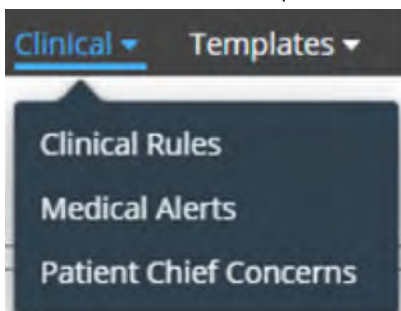 Clinical Templates
Clinical Rules
Medical Alerts
Patient Chief Concerns